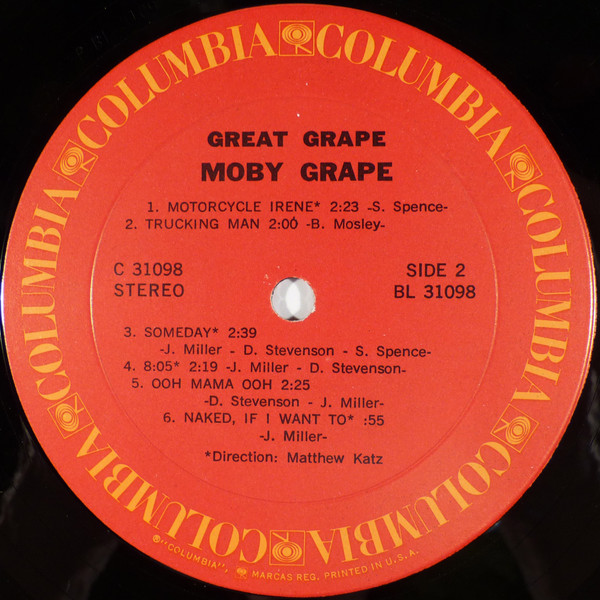 COLUMBIA COLUMBIA COLUMBIA COLUMBIA COLUMBIA COLUMBIA
GREAT GRAPE
MOBY GRAPE
1. MOTORCYCLE IRENE* 2:23 -S. Spence-
2. TRUCKING MAN 2:00 -B. Mosley-
C 31098 SIDE 2
STEREO BL 31098
3. SOMEDAY* 2:39
-J. Miller - D. Stevenson - S. Spence-
4. 8:05* 2:19 -J. Miller - D. Stevenson-
5. OOH MAMA OOH 2:25
-D. Stevenson - J. Miller-
6. NAKED, IF I WANT TO* :55
-J. Miller-
*Direction: Matthew Katz
®"COLUMBIA", MARCAS REG. PRINTED IN U.S.A.